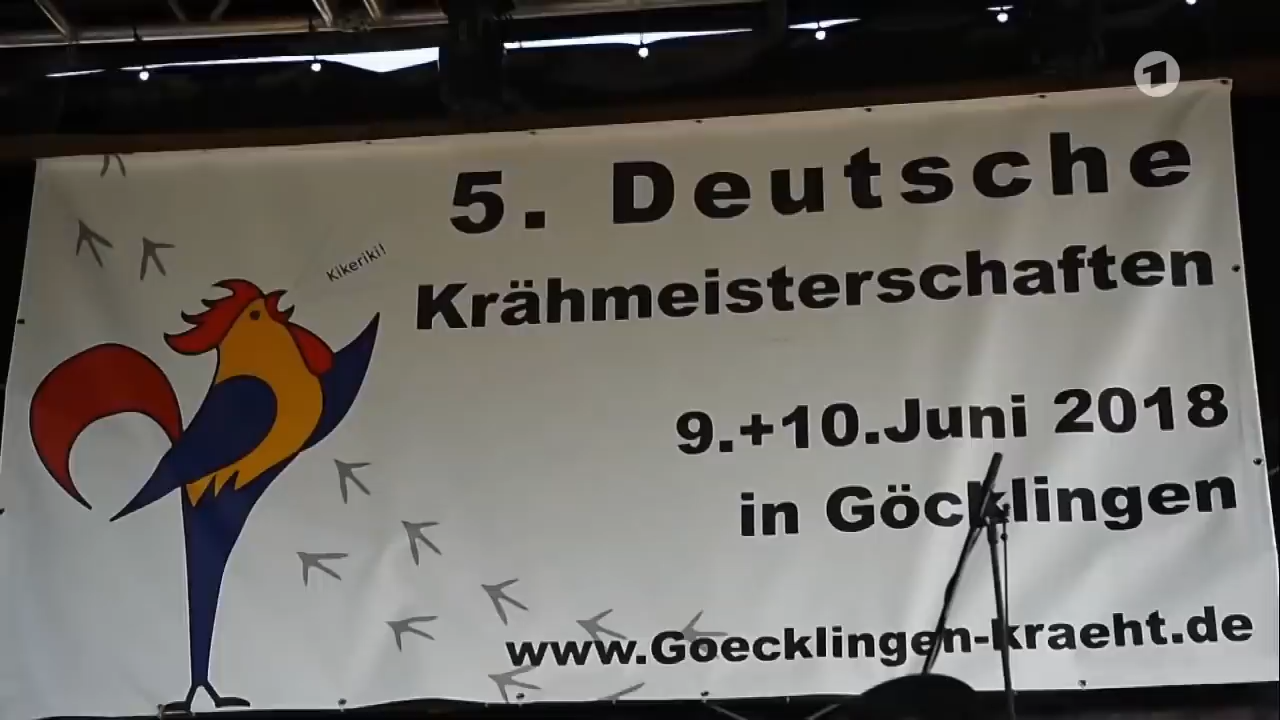 1
5. Deutsche
Kikeriki!
Krähmeisterschaften
9.+10.Juni 2018
in Göcklingen
www.Goecklingen-kraeht.de